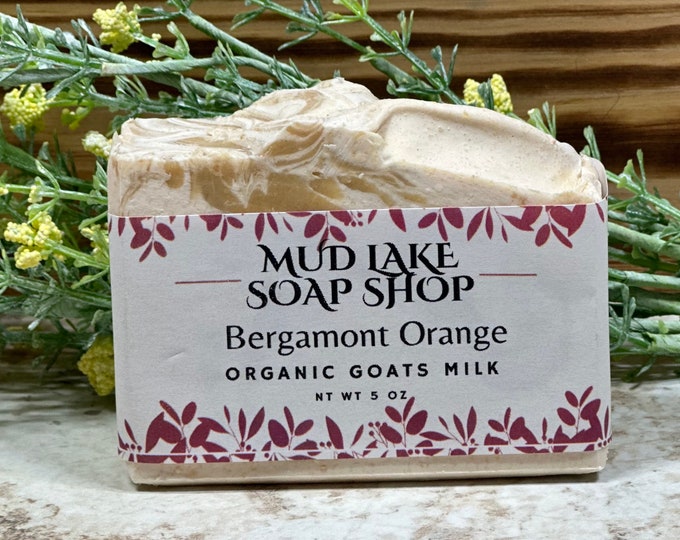 MUD LAKE
SOAP SHOP
Bergamont Orange
ORGANIC GOATS MILK
NT WT 5 OZ